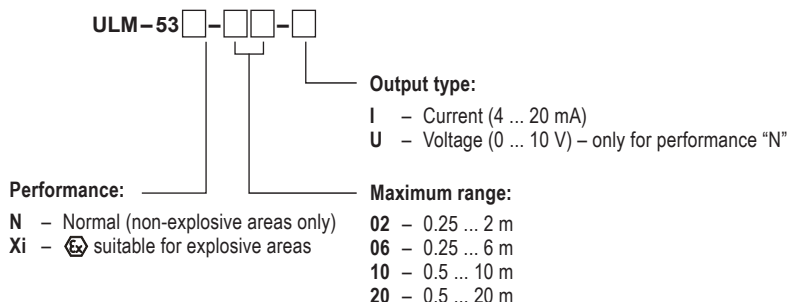 ULM–53 – –
Output type:
I – Current (4 ... 20 mA)
U – Voltage (0 ... 10 V) – only for performance “N”
Performance:
N – Normal (non-explosive areas only)
Xi – Ex suitable for explosive areas
Maximum range:
02 – 0.25 ... 2 m
06 – 0.25 ... 6 m
10 – 0.5 ... 10 m
20 – 0.5 ... 20 m